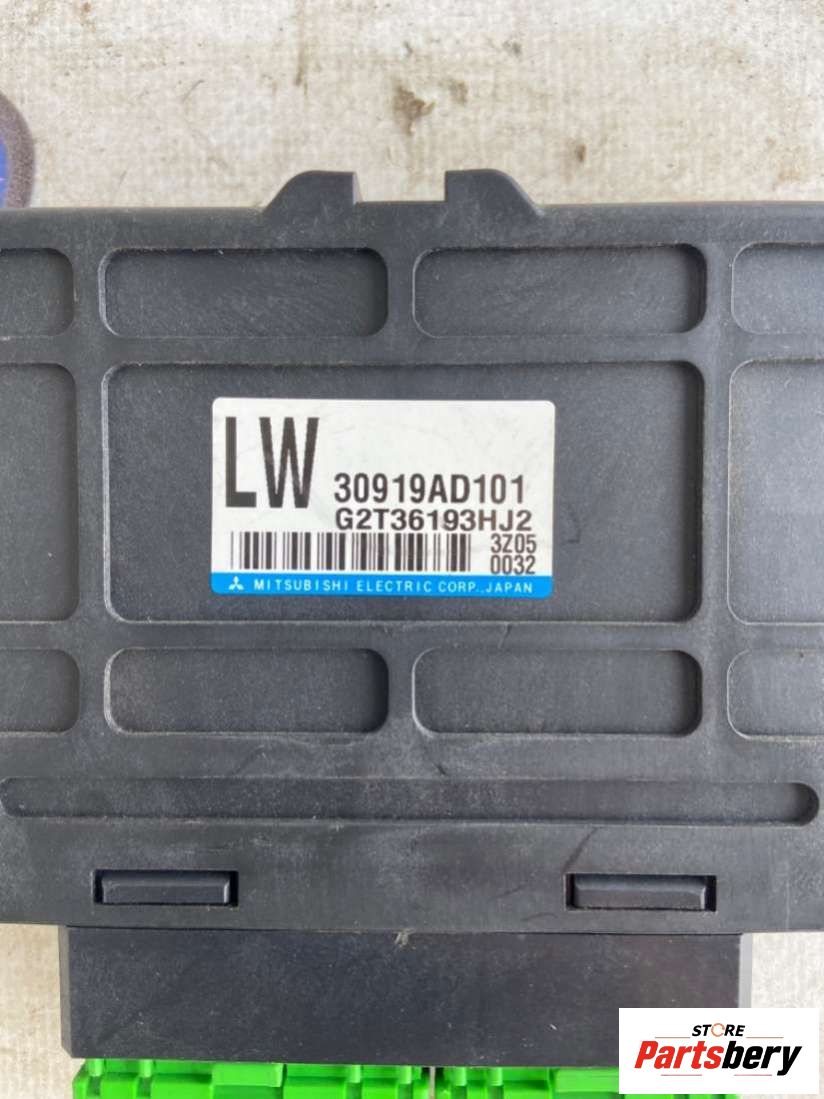 LW 30919AD101
G2T36193HJ2
3Z05
0032
MITSUBISHI ELECTRIC CORP., JAPAN
STORE
Partsbery